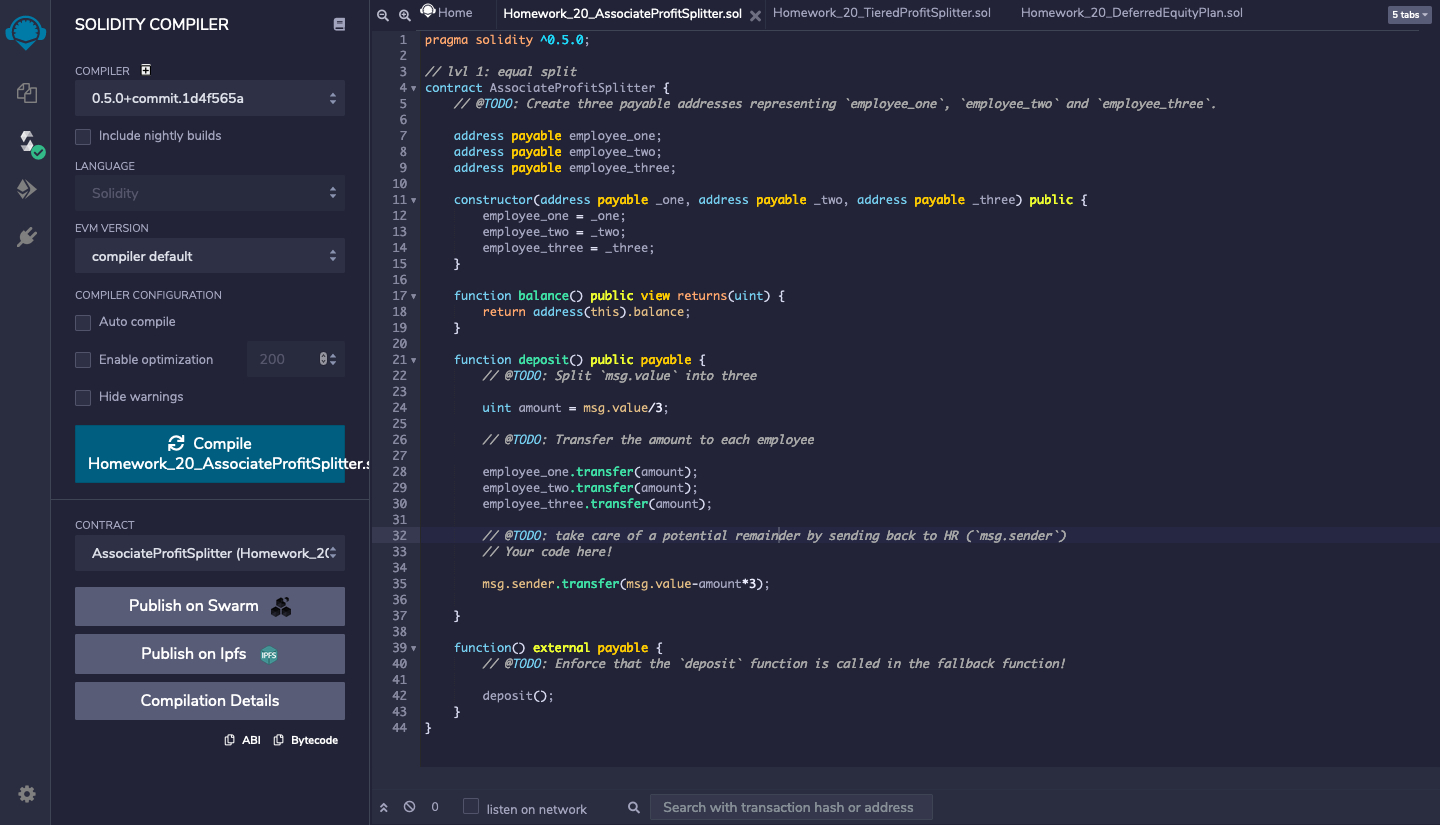 SOLIDITY COMPILER
COMPILER
0.5.0+commit.1d4f565a
Include nightly builds
LANGUAGE
Solidity
EVM VERSION
compiler default
COMPILER CONFIGURATION
Auto compile
Enable optimization
200
Hide warnings
Compile
Homework_20_AssociateProfitSplitter.s
CONTRACT
AssociateProfitSplitter (Homework_20
Publish on Swarm
Publish on Ipfs
IPFS
Compilation Details
ABI
Bytecode
Home
Homework_20_AssociateProfitSplitter.sol
Homework_20_TieredProfitSplitter.sol
Homework_20_DeferredEquityPlan.sol
5 tabs
1 pragma solidity ^0.5.0;
2
3 // lvl 1: equal split
4 contract AssociateProfitSplitter {
5     // @TODO: Create three payable addresses representing `employee_one`, `employee_two` and `employee_three`.
6
7     address payable employee_one;
8     address payable employee_two;
9     address payable employee_three;
10
11     constructor(address payable _one, address payable _two, address payable _three) public {
12         employee_one = _one;
13         employee_two = _two;
14         employee_three = _three;
15     }
16
17     function balance() public view returns(uint) {
18         return address(this).balance;
19     }
20
21     function deposit() public payable {
22         // @TODO: Split `msg.value` into three
23
24         uint amount = msg.value/3;
25
26         // @TODO: Transfer the amount to each employee
27
28         employee_one.transfer(amount);
29         employee_two.transfer(amount);
30         employee_three.transfer(amount);
31
32         // @TODO: take care of a potential remainder by sending back to HR (`msg.sender`)
33         // Your code here!
34
35         msg.sender.transfer(msg.value-amount*3);
36
37     }
38
39     function() external payable {
40         // @TODO: Enforce that the `deposit` function is called in the fallback function!
41
42         deposit();
43     }
44 }
0
listen on network
Search with transaction hash or address